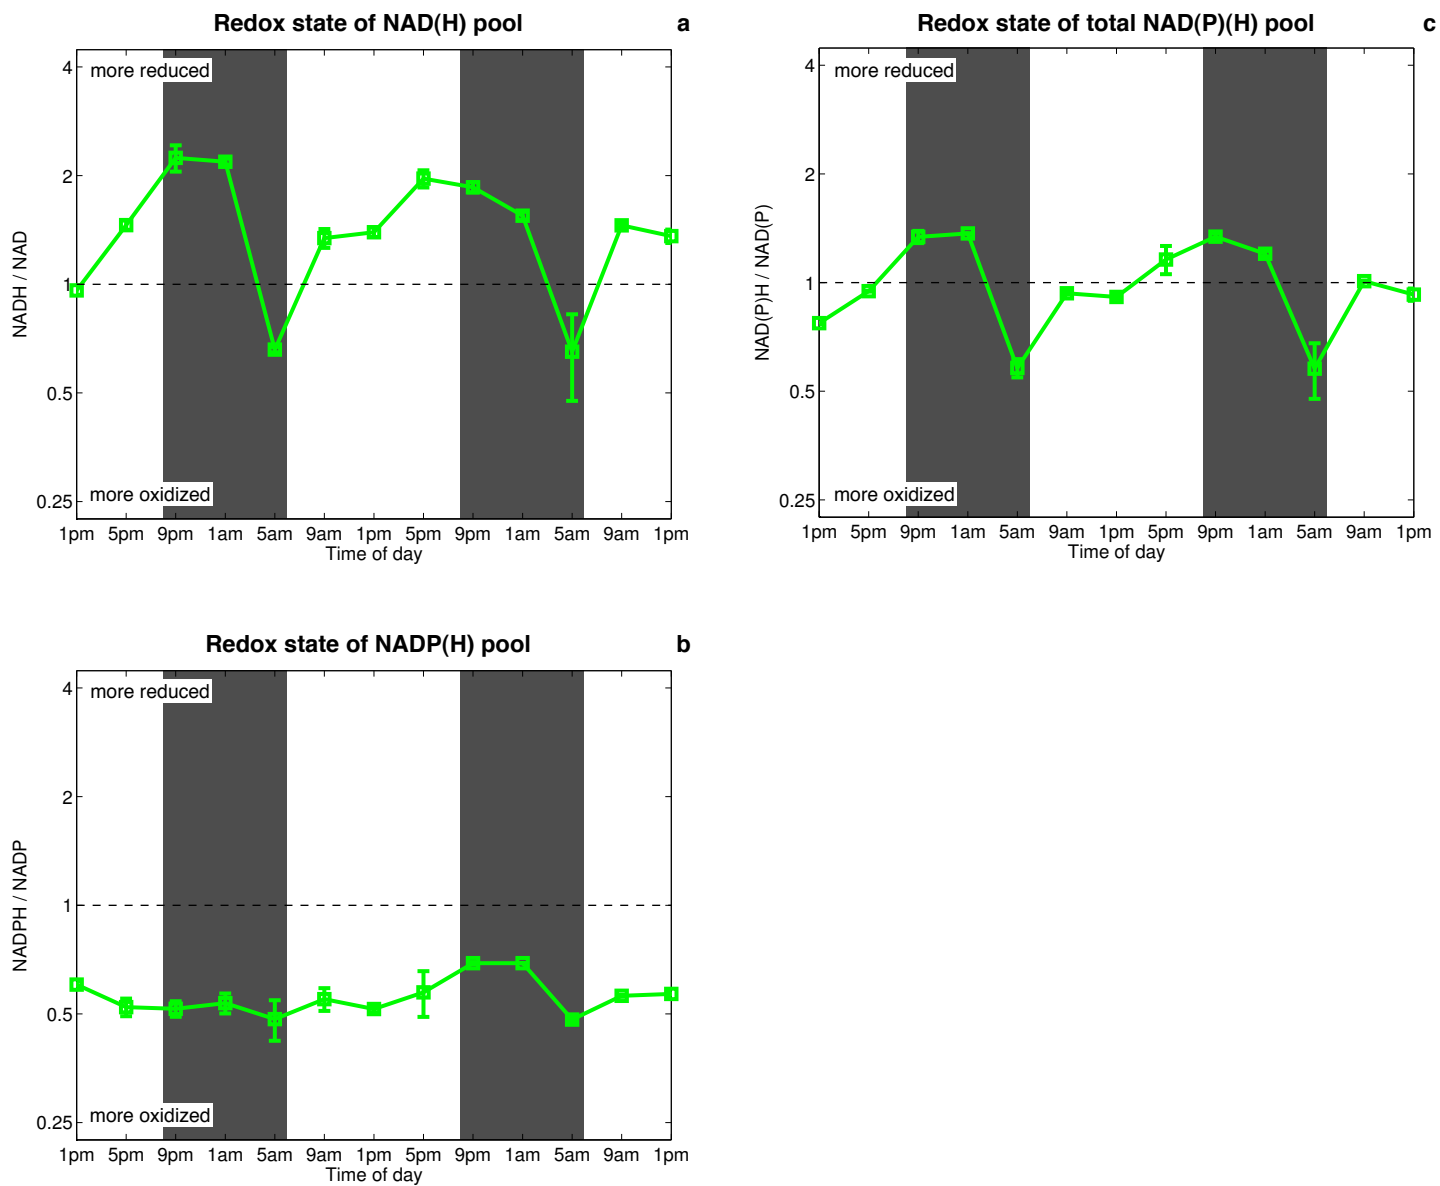 Redox state of NAD(H) pool
a
more reduced
4
2
1
0.5
0.25
NADH / NAD
more oxidized
1pm 5pm 9pm 1am 5am 9am 1pm 5pm 9pm 1am 5am 9am 1pm
Time of day
Redox state of total NAD(P)(H) pool
c
more reduced
4
2
1
0.5
0.25
NAD(P)H / NAD(P)
more oxidized
1pm 5pm 9pm 1am 5am 9am 1pm 5pm 9pm 1am 5am 9am 1pm
Time of day
Redox state of NADP(H) pool
b
more reduced
4
2
1
0.5
0.25
NADPH / NADP
more oxidized
1pm 5pm 9pm 1am 5am 9am 1pm 5pm 9pm 1am 5am 9am 1pm
Time of day